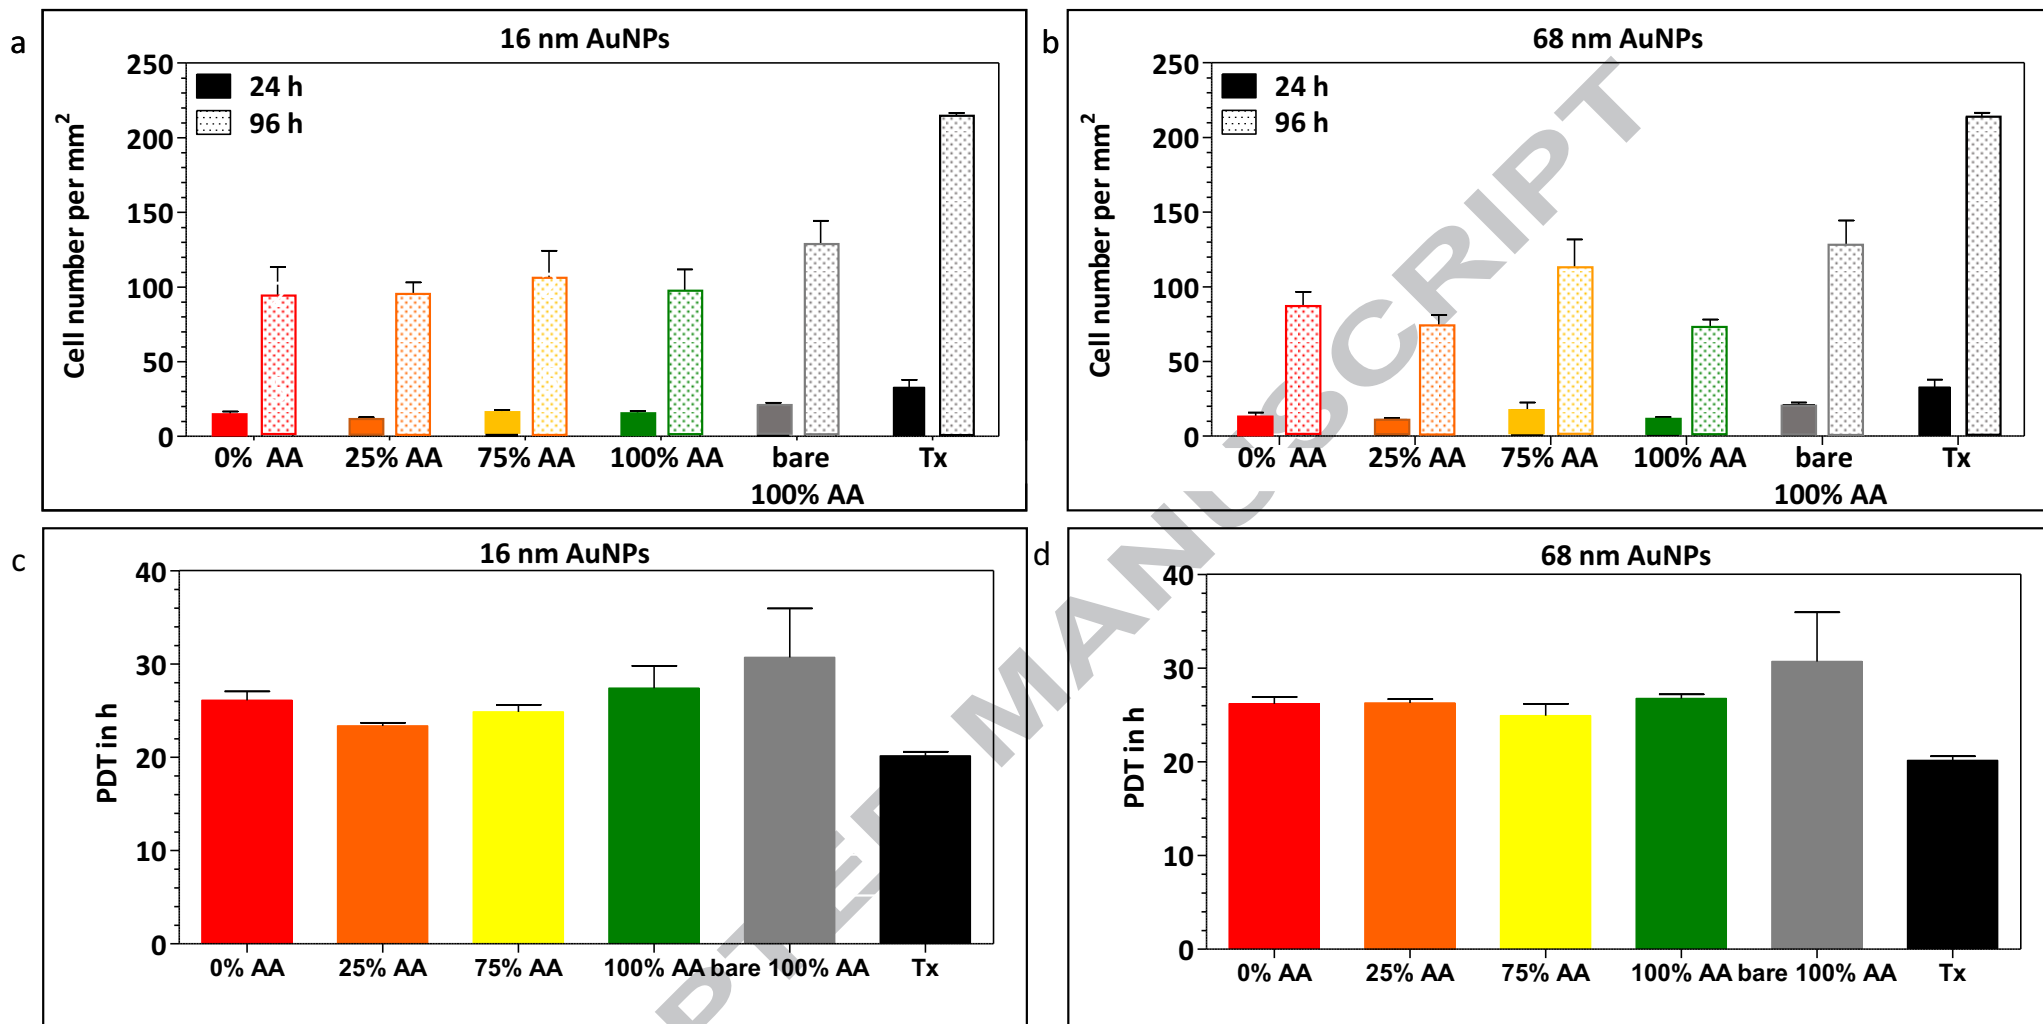 a
16 nm AuNPs
250
200
150
100
50
0
Cell number per mm²
24 h
96 h
0% AA
25% AA
75% AA
100% AA
bare
100% AA
Tx
b
68 nm AuNPs
250
200
150
100
50
0
Cell number per mm²
24 h
96 h
0% AA
25% AA
75% AA
100% AA
bare
100% AA
Tx
c
16 nm AuNPs
40
30
20
10
0
PDT in h
0% AA
25% AA
75% AA
100% AA
bare 100% AA
Tx
d
68 nm AuNPs
40
30
20
10
0
PDT in h
0% AA
25% AA
75% AA
100% AA
bare 100% AA
Tx
PTED MANUSCRIPT